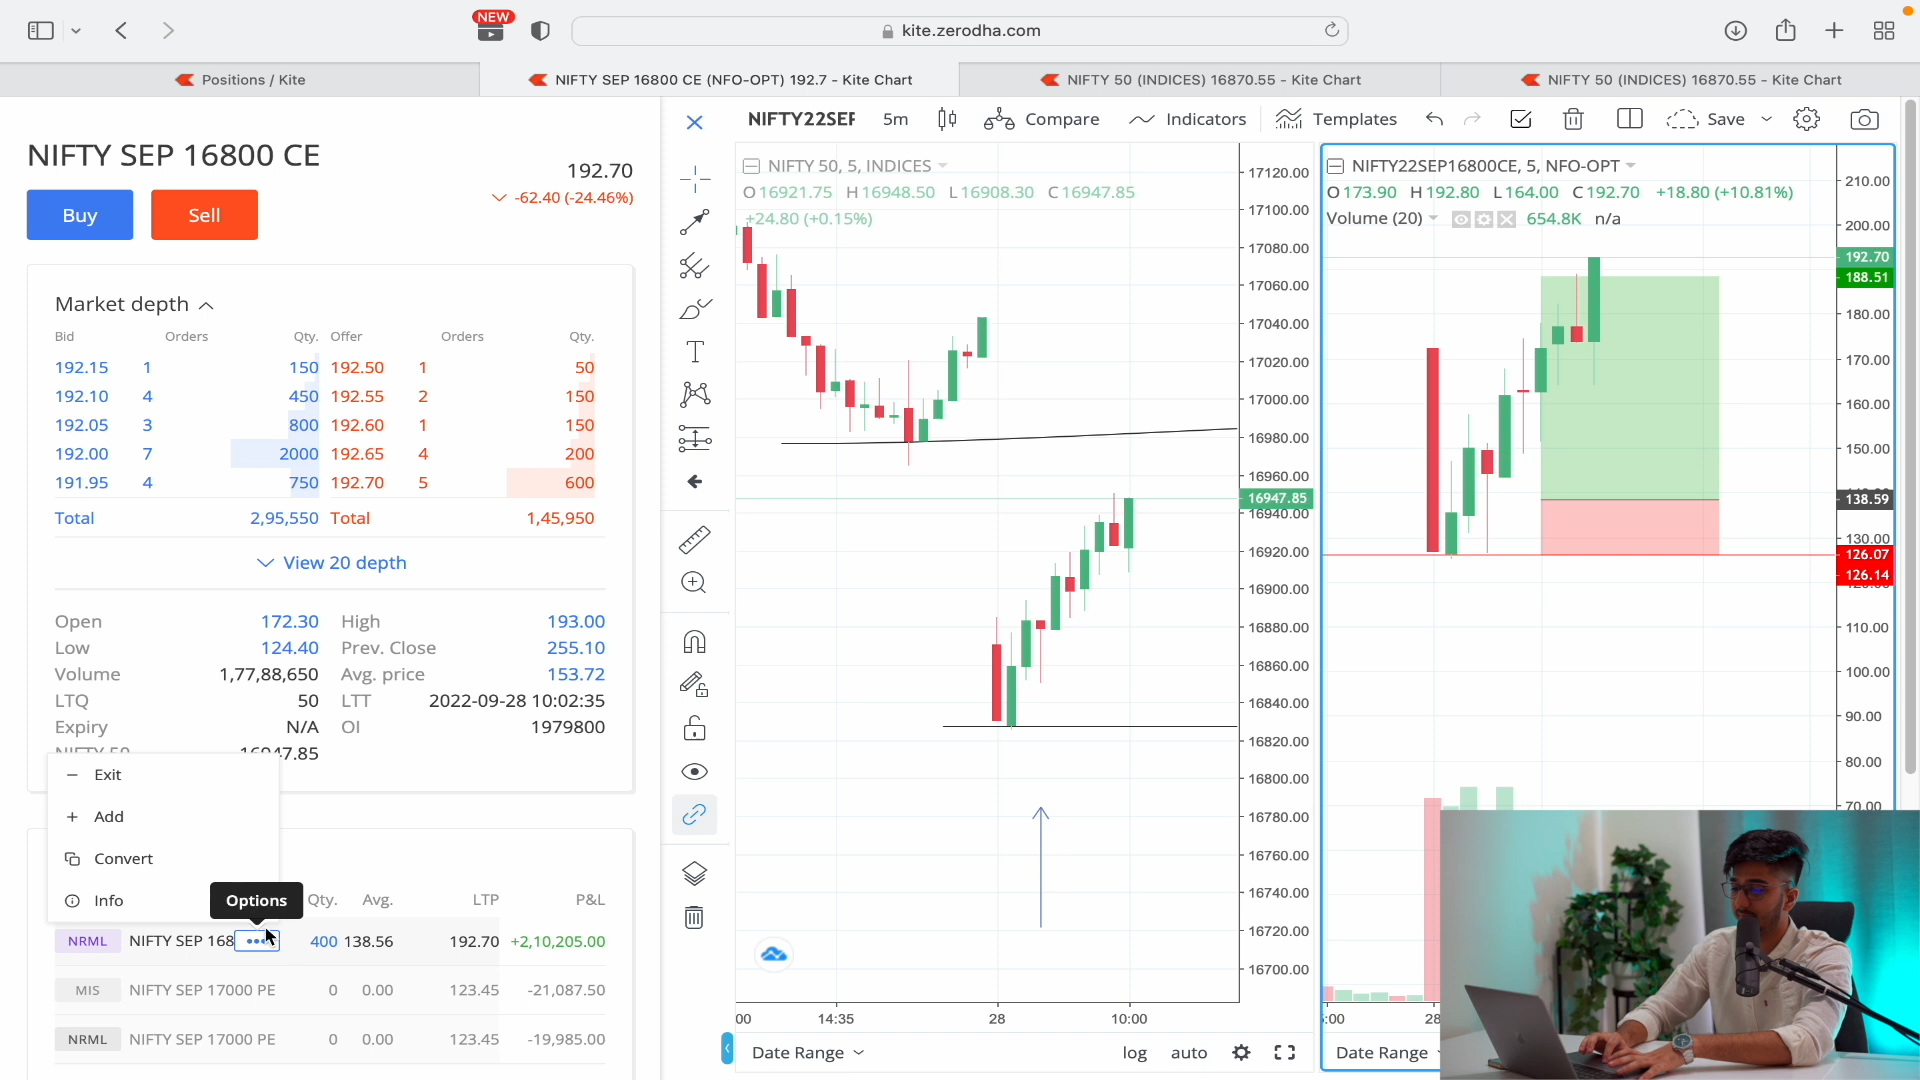 NEW
kite.zerodha.com
Positions / Kite
NIFTY SEP 16800 CE (NFO-OPT) 192.7 - Kite Chart
NIFTY 50 (INDICES) 16870.55 - Kite Chart
NIFTY 50 (INDICES) 16870.55 - Kite Chart
NIFTY SEP 16800 CE
192.70
-62.40 (-24.46%)
Buy
Sell
Market depth
Bid Orders Qty. Offer Orders Qty.
192.15 1 150 192.50 1 50
192.10 4 450 192.55 2 150
192.05 3 800 192.60 1 150
192.00 7 2000 192.65 4 200
191.95 4 750 192.70 5 600
Total 2,95,550 Total 1,45,950
View 20 depth
Open 172.30 High 193.00
Low 124.40 Prev. Close 255.10
Volume 1,77,88,650 Avg. price 153.72
LTQ 50 LTT 2022-09-28 10:02:35
Expiry N/A OI 1979800
NIFTY 50 16947.85
Exit
Add
Convert
Info
Options
Qty. Avg. LTP P&L
NRML NIFTY SEP 168 400 138.56 192.70 +2,10,205.00
MIS NIFTY SEP 17000 PE 0 0.00 123.45 -21,087.50
NRML NIFTY SEP 17000 PE 0 0.00 123.45 -19,985.00
NIFTY22SEP 5m Compare Indicators Templates Save
NIFTY 50, 5, INDICES
O16921.75 H16948.50 L16908.30 C16947.85
+24.80 (+0.15%)
17120.00
17100.00
17080.00
17060.00
17040.00
17020.00
17000.00
16980.00
16960.00
16947.85
16940.00
16920.00
16900.00
16880.00
16860.00
16840.00
16820.00
16800.00
16780.00
16760.00
16740.00
16720.00
16700.00
:00 14:35 28 10:00
Date Range log auto
NIFTY22SEP16800CE, 5, NFO-OPT
O173.90 H192.80 L164.00 C192.70 +18.80 (+10.81%)
Volume (20) 654.8K n/a
210.00
200.00
192.70
188.51
180.00
170.00
160.00
150.00
138.59
130.00
126.07
126.14
110.00
100.00
90.00
80.00
70.00
:00 28
Date Range